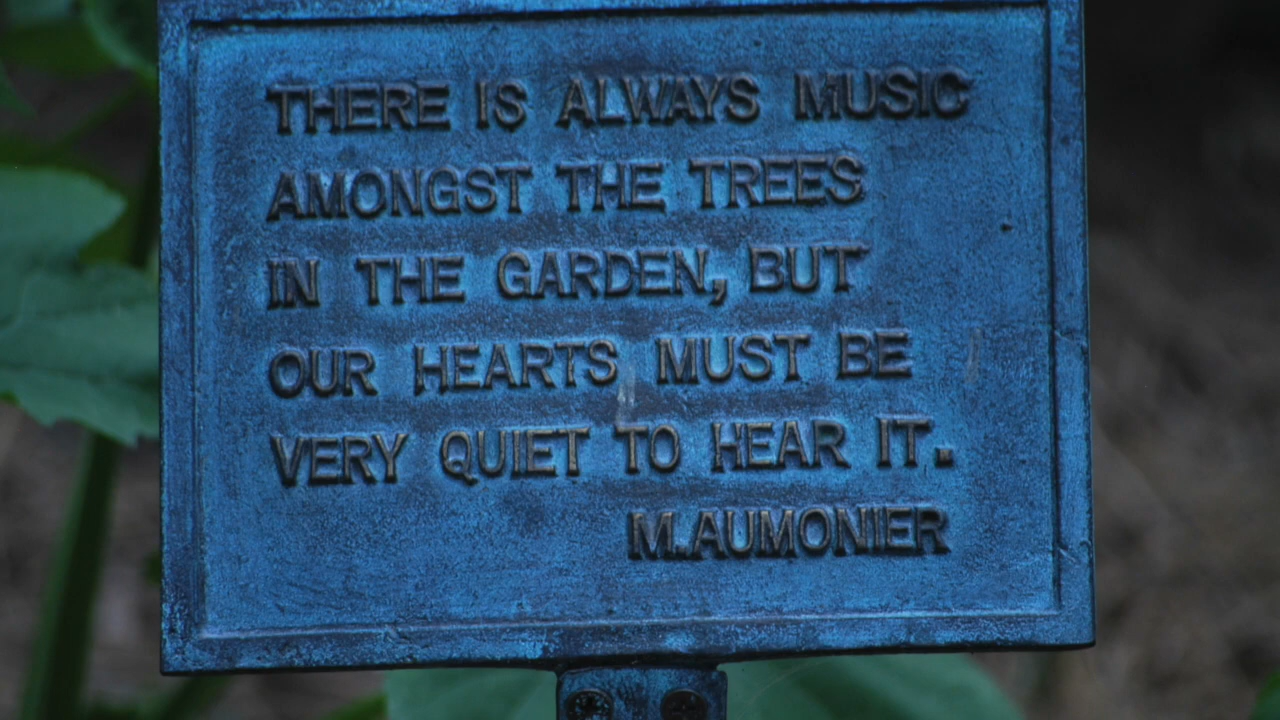 THERE IS ALWAYS MUSIC
AMONGST THE TREES
IN THE GARDEN, BUT
OUR HEARTS MUST BE
VERY QUIET TO HEAR IT.
M.AUMONIER